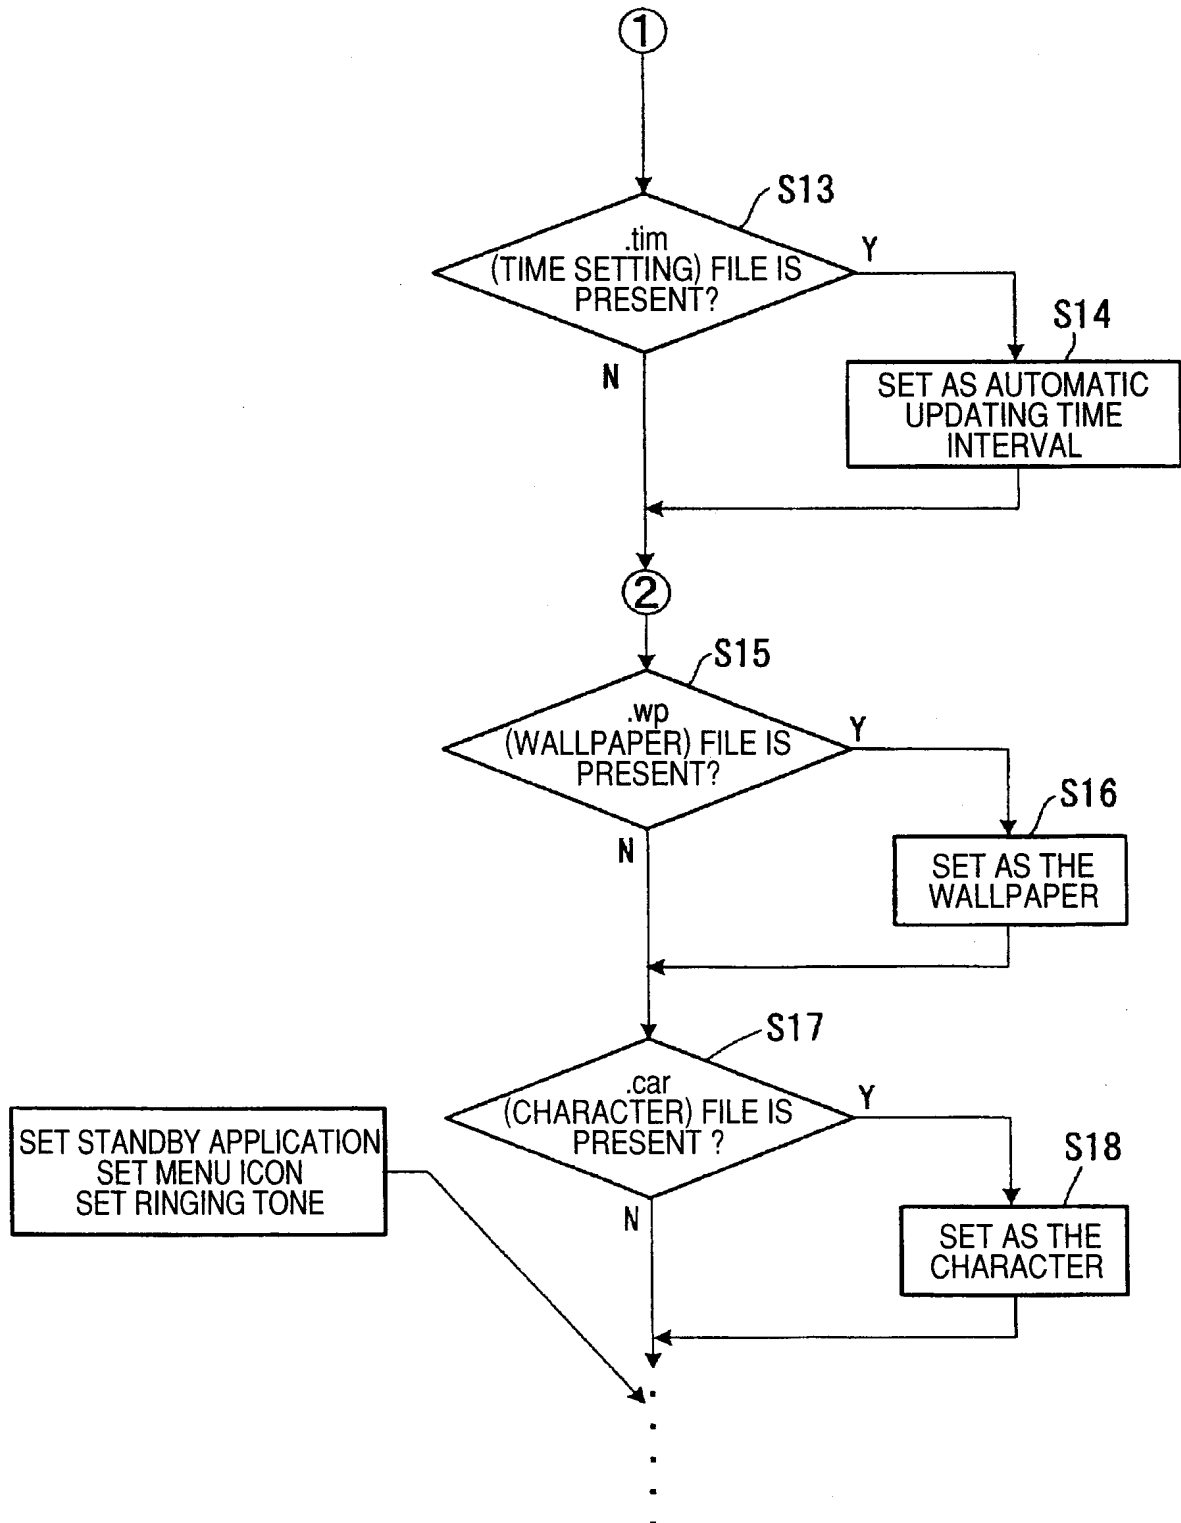 1
S13
.tim
(TIME SETTING) FILE IS
PRESENT?
Y
N
S14
SET AS AUTOMATIC
UPDATING TIME
INTERVAL
2
S15
.wp
(WALLPAPER) FILE IS
PRESENT?
Y
N
S16
SET AS THE
WALLPAPER
S17
.car
(CHARACTER) FILE IS
PRESENT ?
Y
N
S18
SET AS THE
CHARACTER
SET STANDBY APPLICATION
SET MENU ICON
SET RINGING TONE